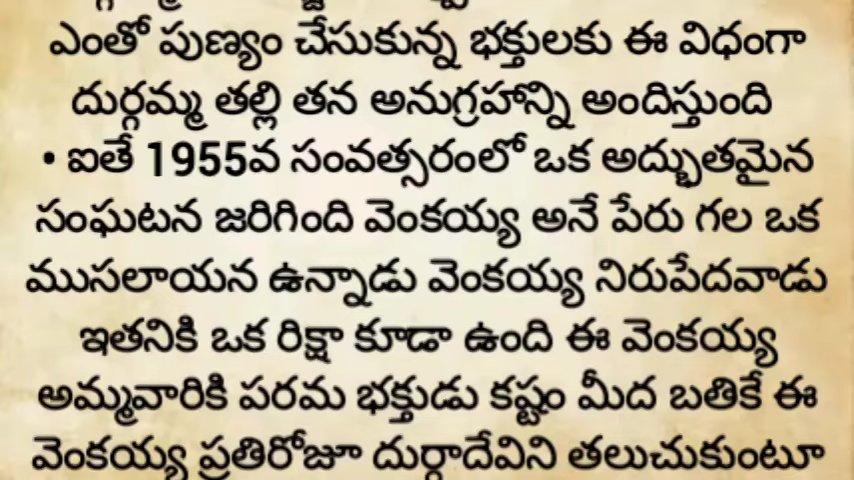 ఎంతో పుణ్యం చేసుకున్న భక్తులకు ఈ విధంగా
దుర్గమ్మ తల్లి తన అనుగ్రహాన్ని అందిస్తుంది
• ఐతే 1955వ సంవత్సరంలో ఒక అద్భుతమైన
సంఘటన జరిగింది వెంకయ్య అనే పేరు గల ఒక
ముసలాయన ఉన్నాడు వెంకయ్య నిరుపేదవాడు
ఇతనికి ఒక రిక్షా కూడా ఉంది ఈ వెంకయ్య
అమ్మవారికి పరమ భక్తుడు కష్టం మీద బతికే ఈ
వెంకయ్య ప్రతిరోజూ దుర్గాదేవిని తలుచుకుంటూ